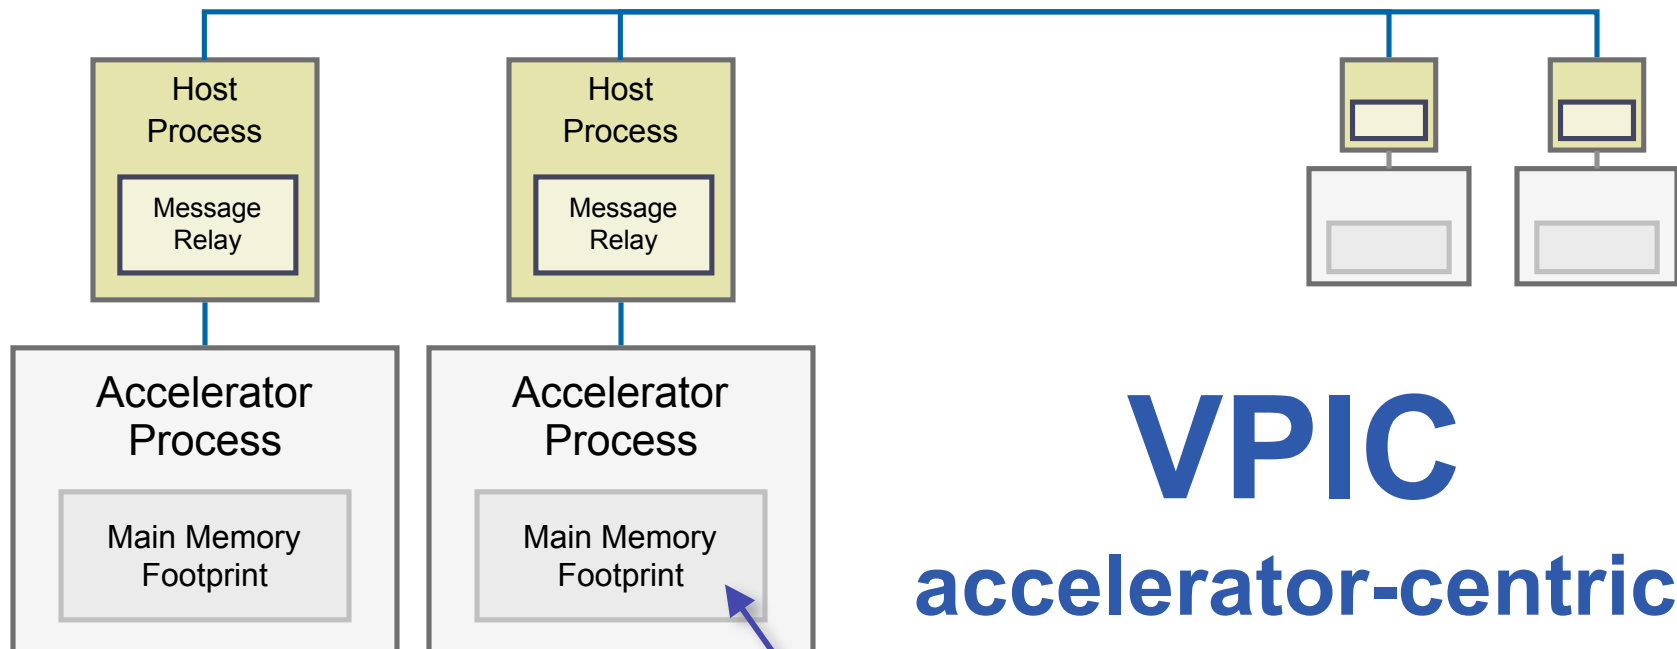 Host
Process
Message
Relay
Host
Process
Message
Relay
Accelerator
Process
Main Memory
Footprint
Accelerator
Process
Main Memory
Footprint
VPIC
accelerator-centric